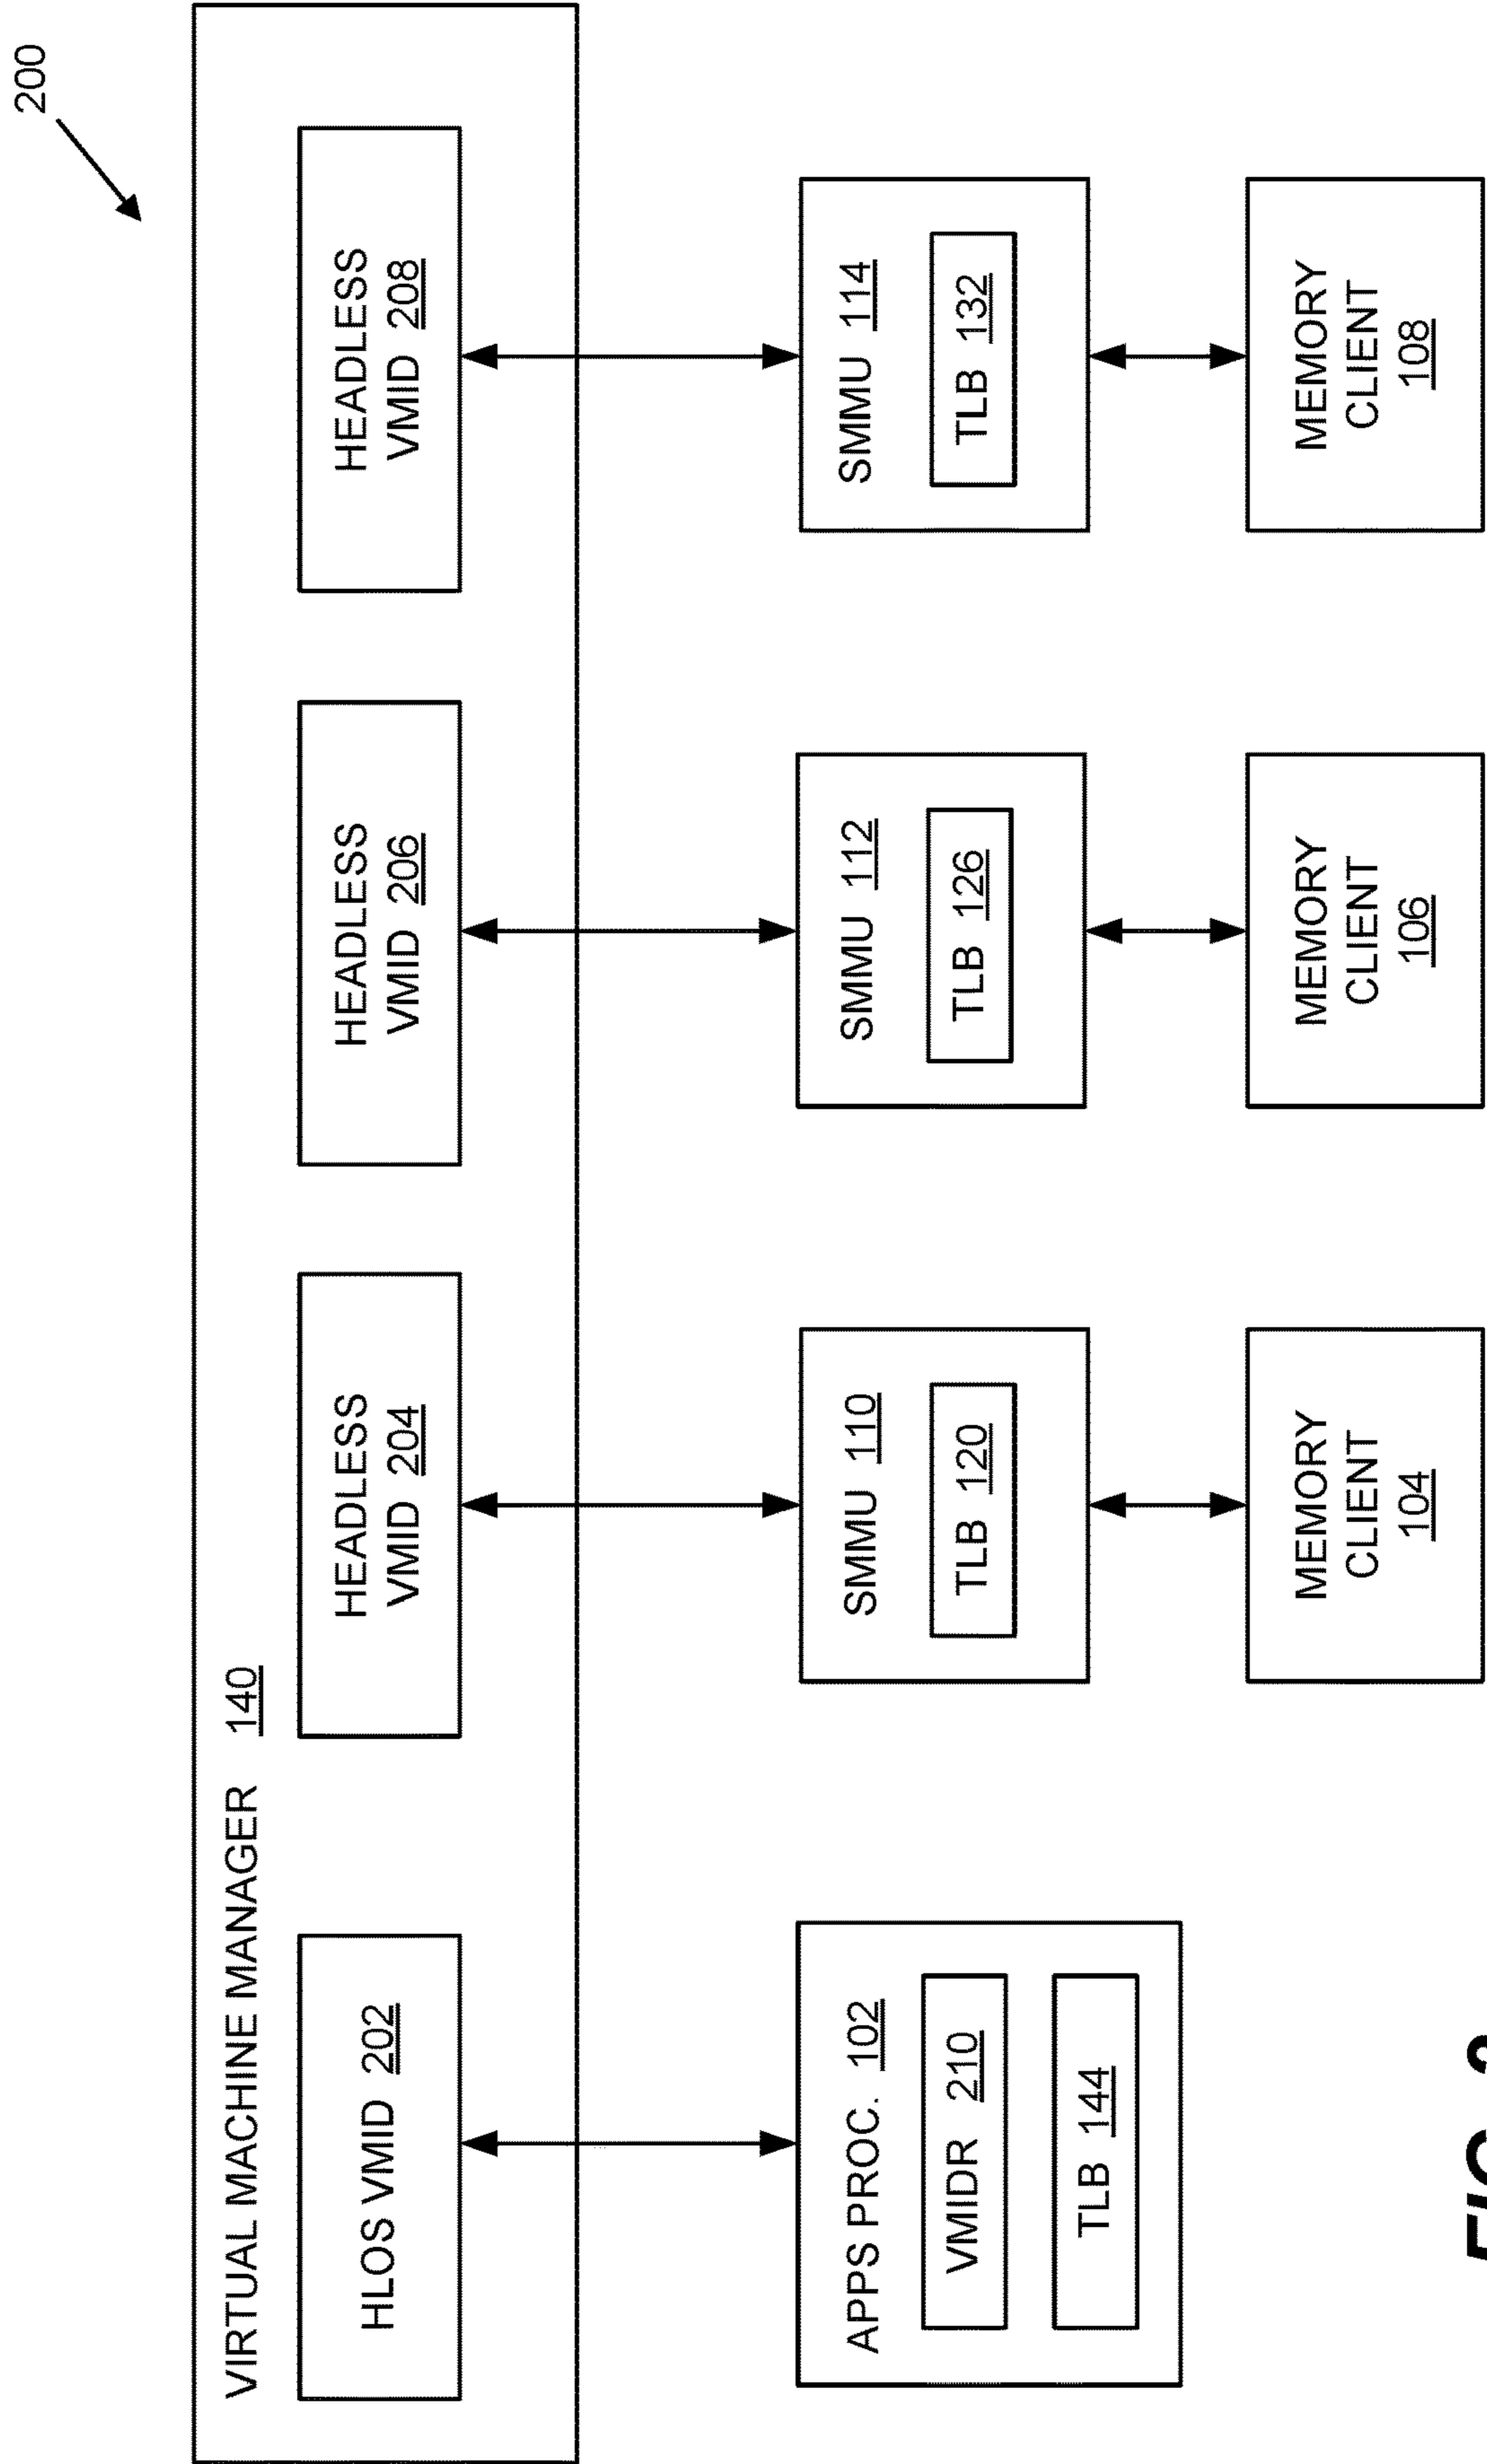 200
VIRTUAL MACHINE MANAGER 140
HLOS VMID 202
HEADLESS
VMID 204
HEADLESS
VMID 206
HEADLESS
VMID 208
APPS PROC. 102
VMIDR 210
TLB 144
SMMU 110
TLB 120
SMMU 112
TLB 126
SMMU 114
TLB 132
MEMORY
CLIENT
104
MEMORY
CLIENT
106
MEMORY
CLIENT
108